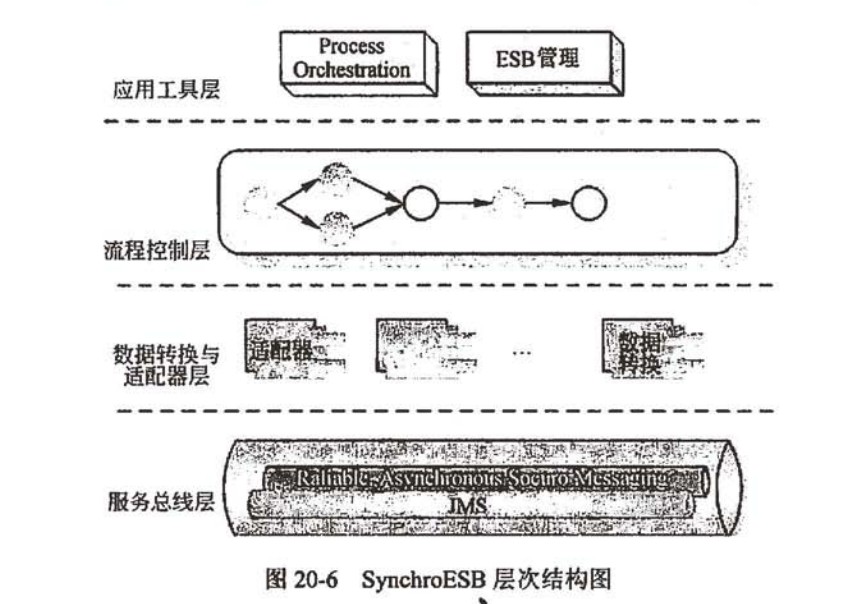 Process
Orchestration
ESB管理
应用工具层
流程控制层
数据转换与
适配器层
适配器
...
数据
转换
服务总线层
Raliable-Asynchronous Socuro Messaging
JMS
图 20-6 SynchroESB 层次结构图